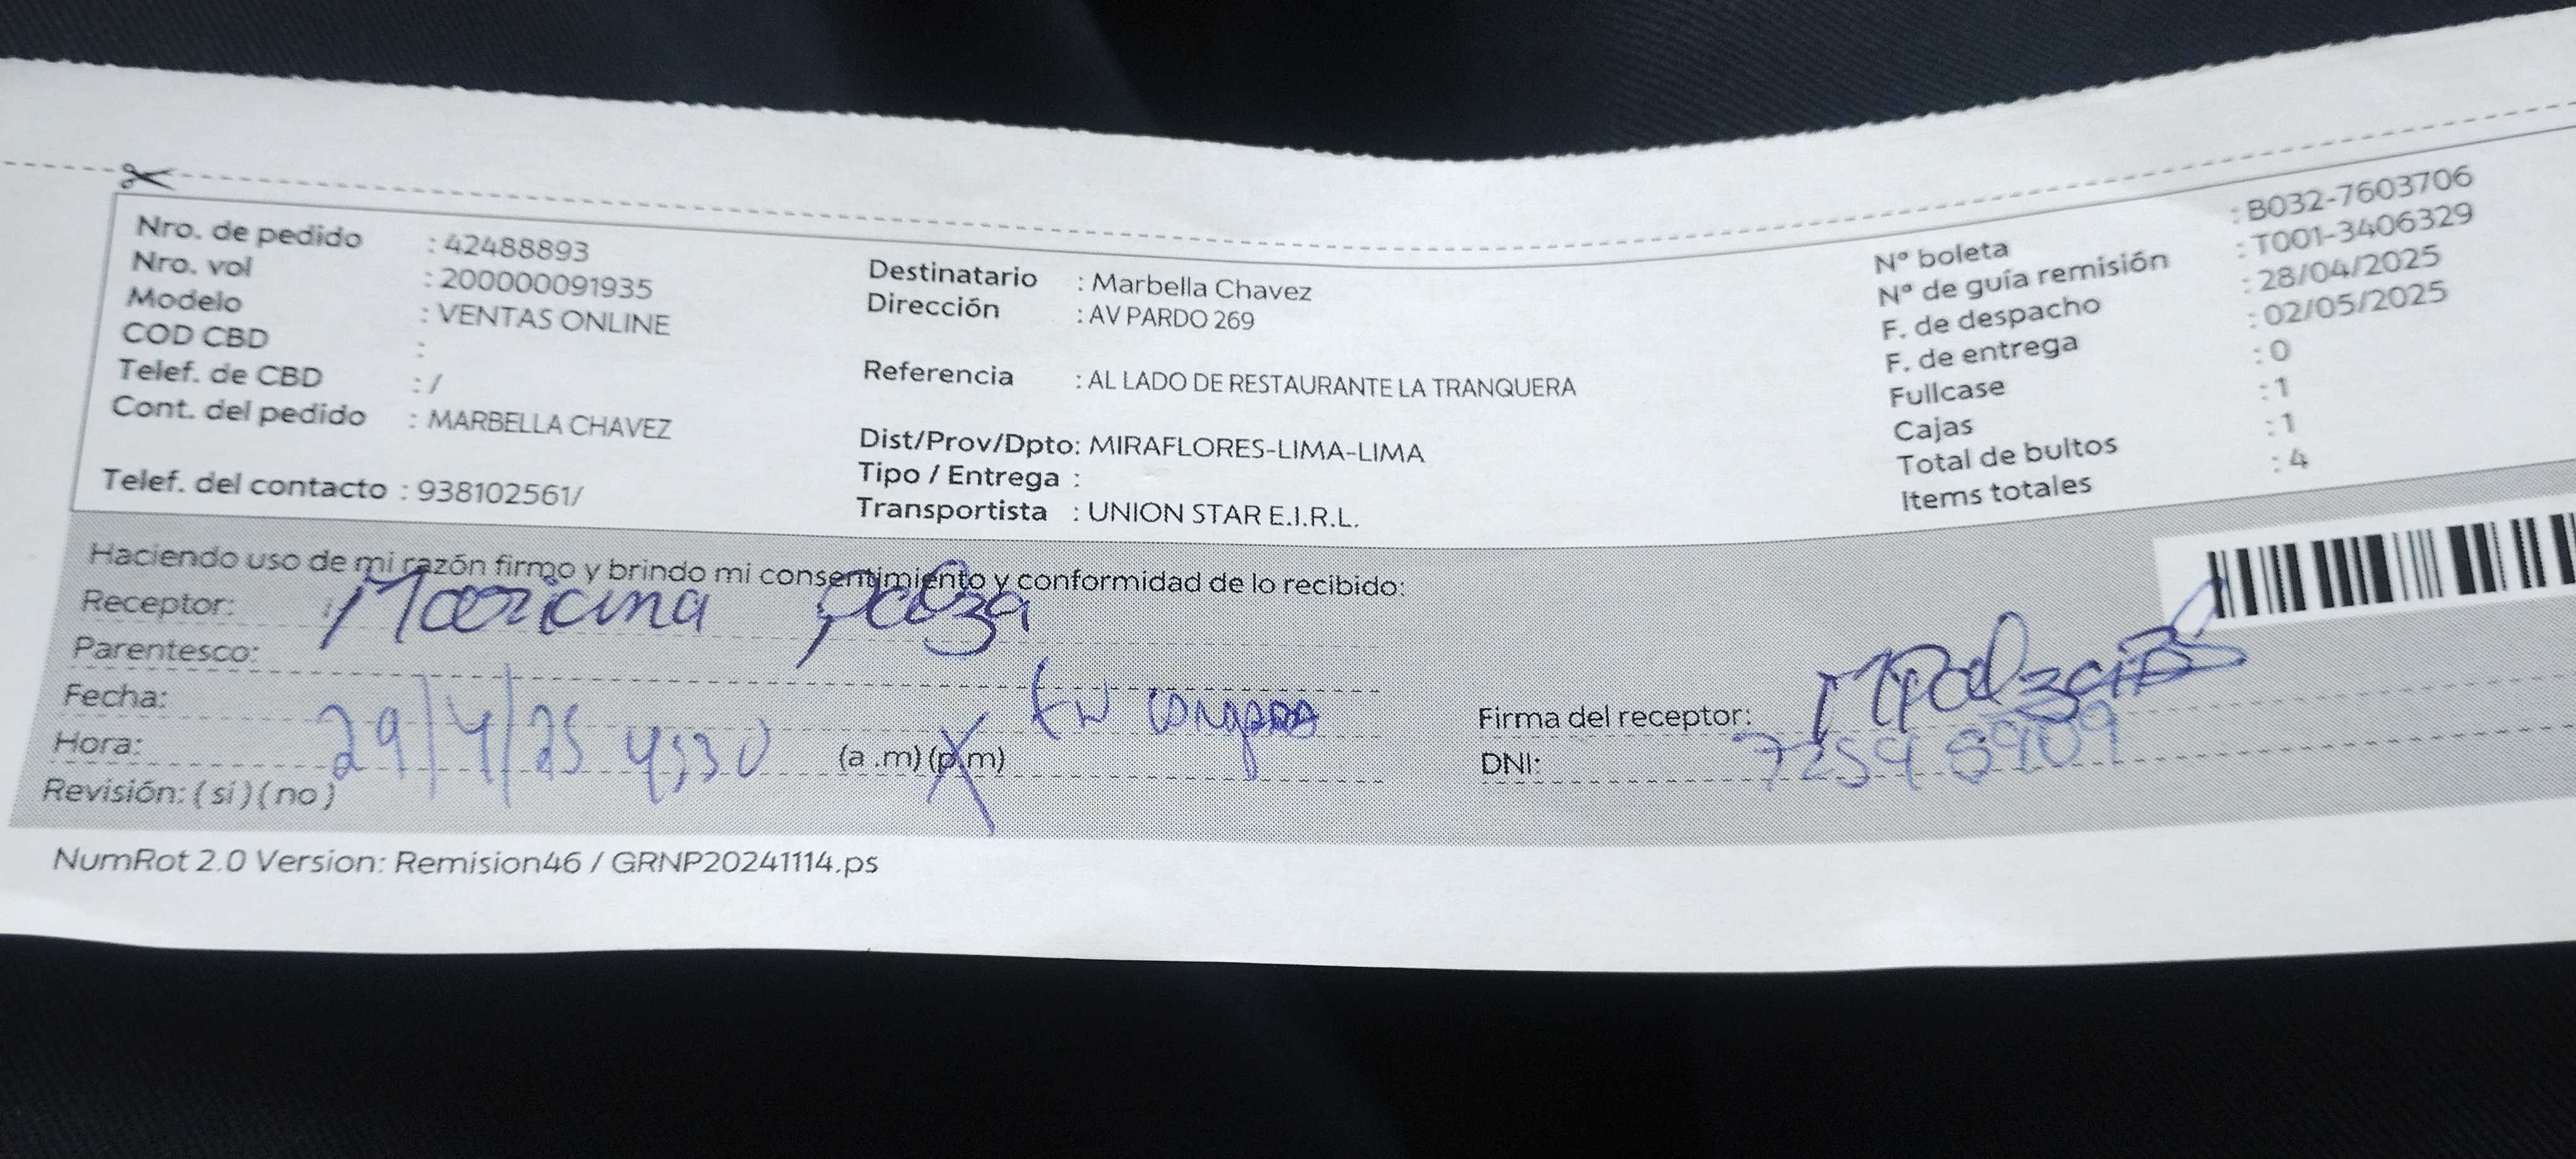 Nro. de pedido : 42488893
Nro. vol : 200000091935
Modelo : VENTAS ONLINE
COD CBD :
Telef. de CBD : /
Cont. del pedido : MARBELLA CHAVEZ
Telef. del contacto : 938102561/
Destinatario : Marbella Chavez
Dirección : AV PARDO 269
Referencia : AL LADO DE RESTAURANTE LA TRANQUERA
Dist/Prov/Dpto: MIRAFLORES-LIMA-LIMA
Tipo / Entrega :
Transportista : UNION STAR E.I.R.L.
Nº boleta : B032-7603706
Nº de guía remisión : T001-3406329
F. de despacho : 28/04/2025
F. de entrega : 02/05/2025
Fullcase : 0
Cajas : 1
Total de bultos : 1
Items totales : 4
Haciendo uso de mi razón firmo y brindo mi consentimiento y conformidad de lo recibido:
Receptor:
Parentesco:
Fecha: 29/4/25
Hora: 4:30 (a .m) (p.m)
Revisión: ( si ) ( no )
Firma del receptor:
DNI:
NumRot 2.0 Version: Remision46 / GRNP20241114.ps